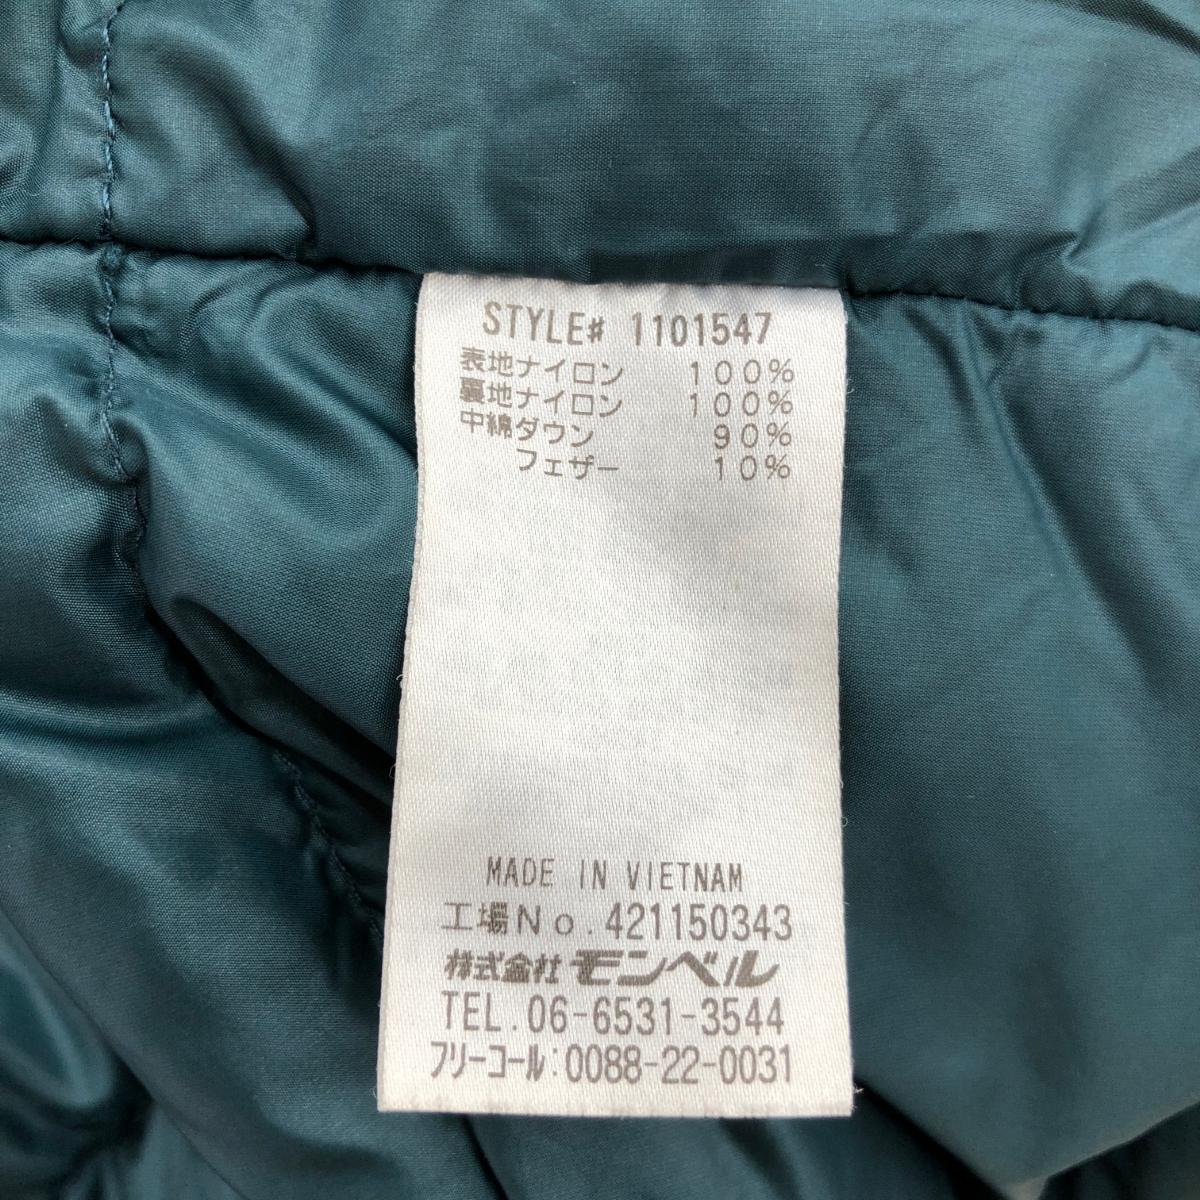 STYLE# 1101547
表地ナイロン 100%
裏地ナイロン 100%
中綿ダウン 90%
フェザー 10%
MADE IN VIETNAM
工場No. 421150343
株式会社モンベル
TEL. 06-6531-3544
フリーコール:0088-22-0031